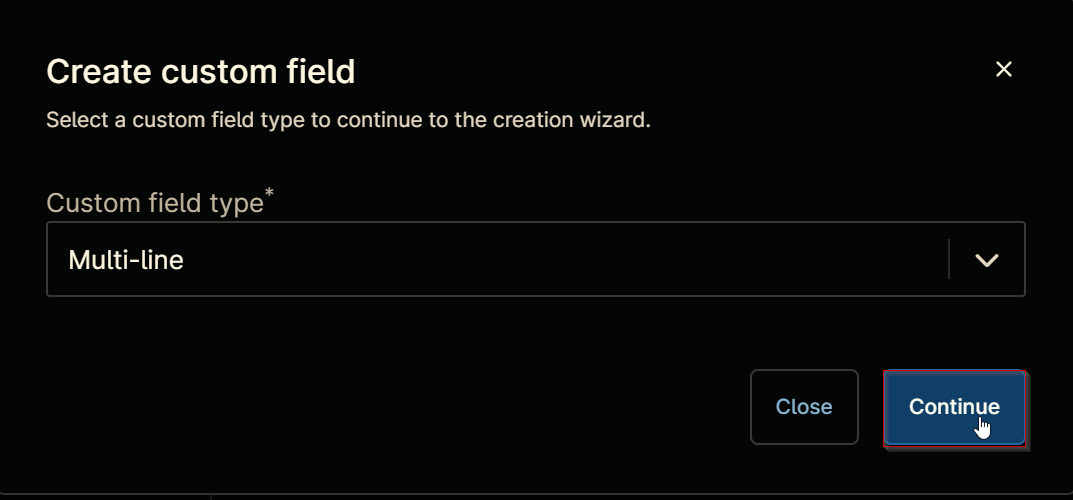 Create custom field
Select a custom field type to continue to the creation wizard.
Custom field type*
Multi-line
Close
Continue